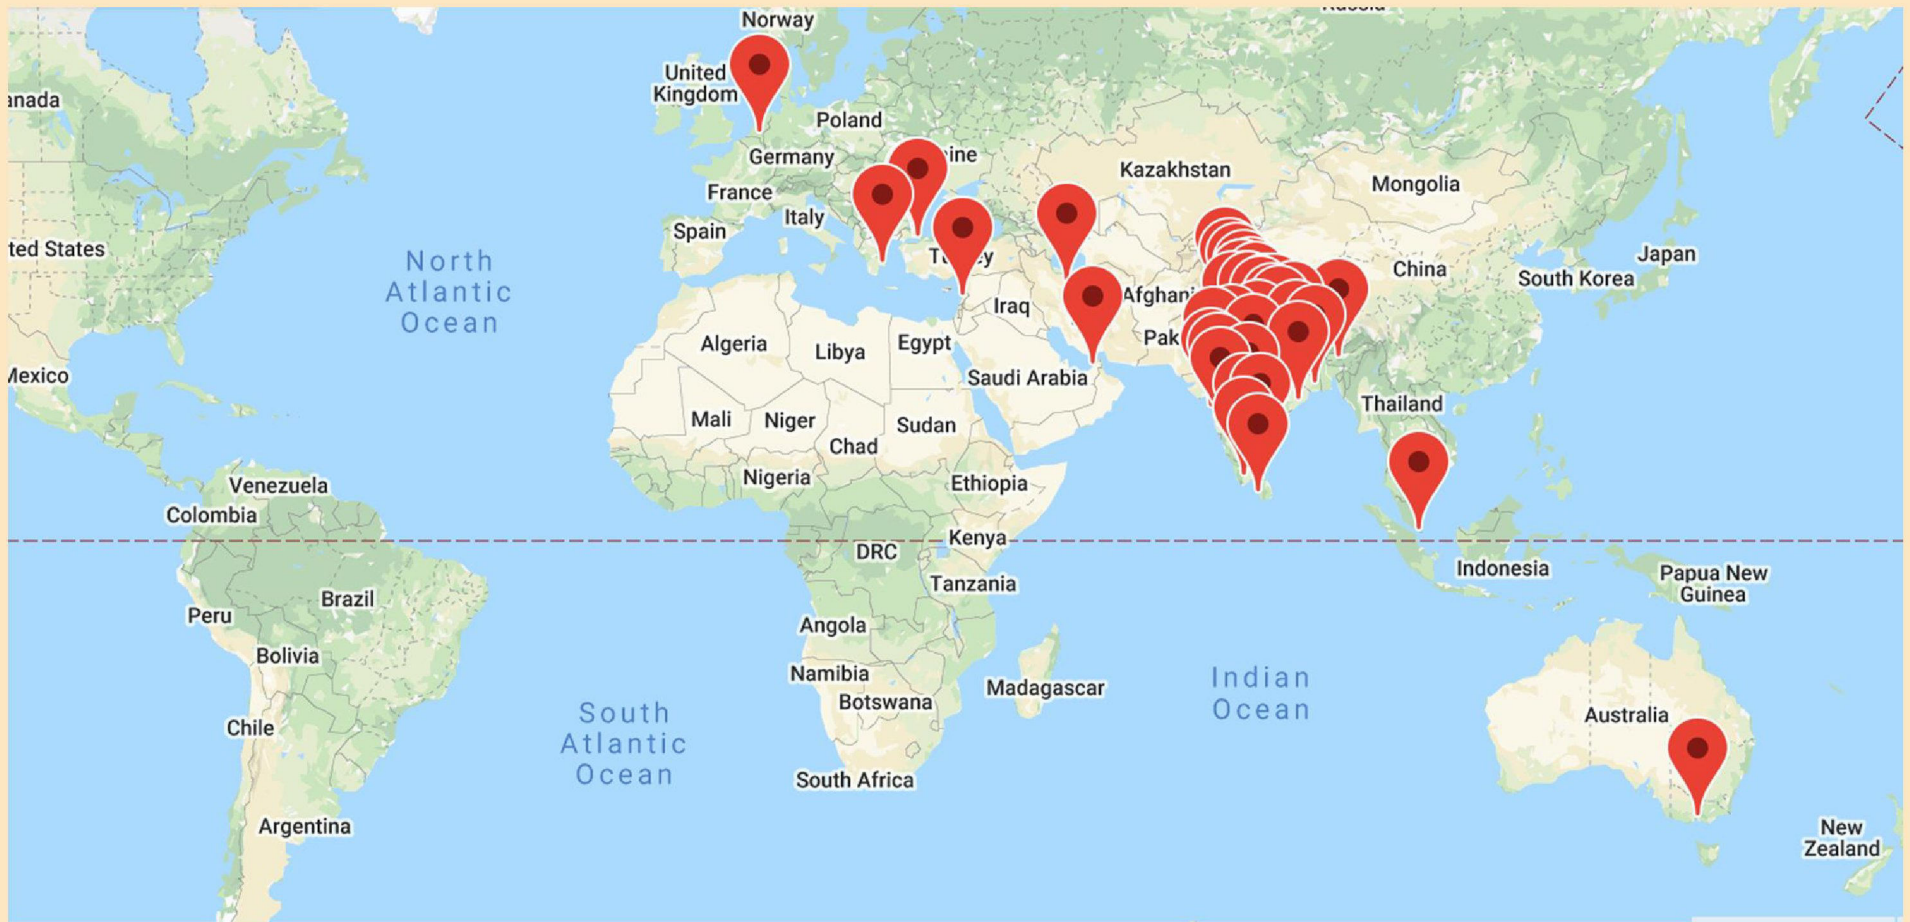 Norway
United
Kingdom
Poland
Germany
France
Italy
Spain
ine
Kazakhstan
Mongolia
China
Japan
South Korea
anada
ted States
Mexico
North
Atlantic
Ocean
Iraq
Afghani
Pak
Algeria
Libya
Egypt
Saudi Arabia
Mali
Niger
Chad
Sudan
Nigeria
Ethiopia
Thailand
Venezuela
Colombia
DRC
Kenya
Tanzania
Indonesia
Papua New
Guinea
Peru
Brazil
Bolivia
Angola
Namibia
Botswana
Madagascar
Indian
Ocean
Australia
Chile
South
Atlantic
Ocean
South Africa
Argentina
New
Zealand